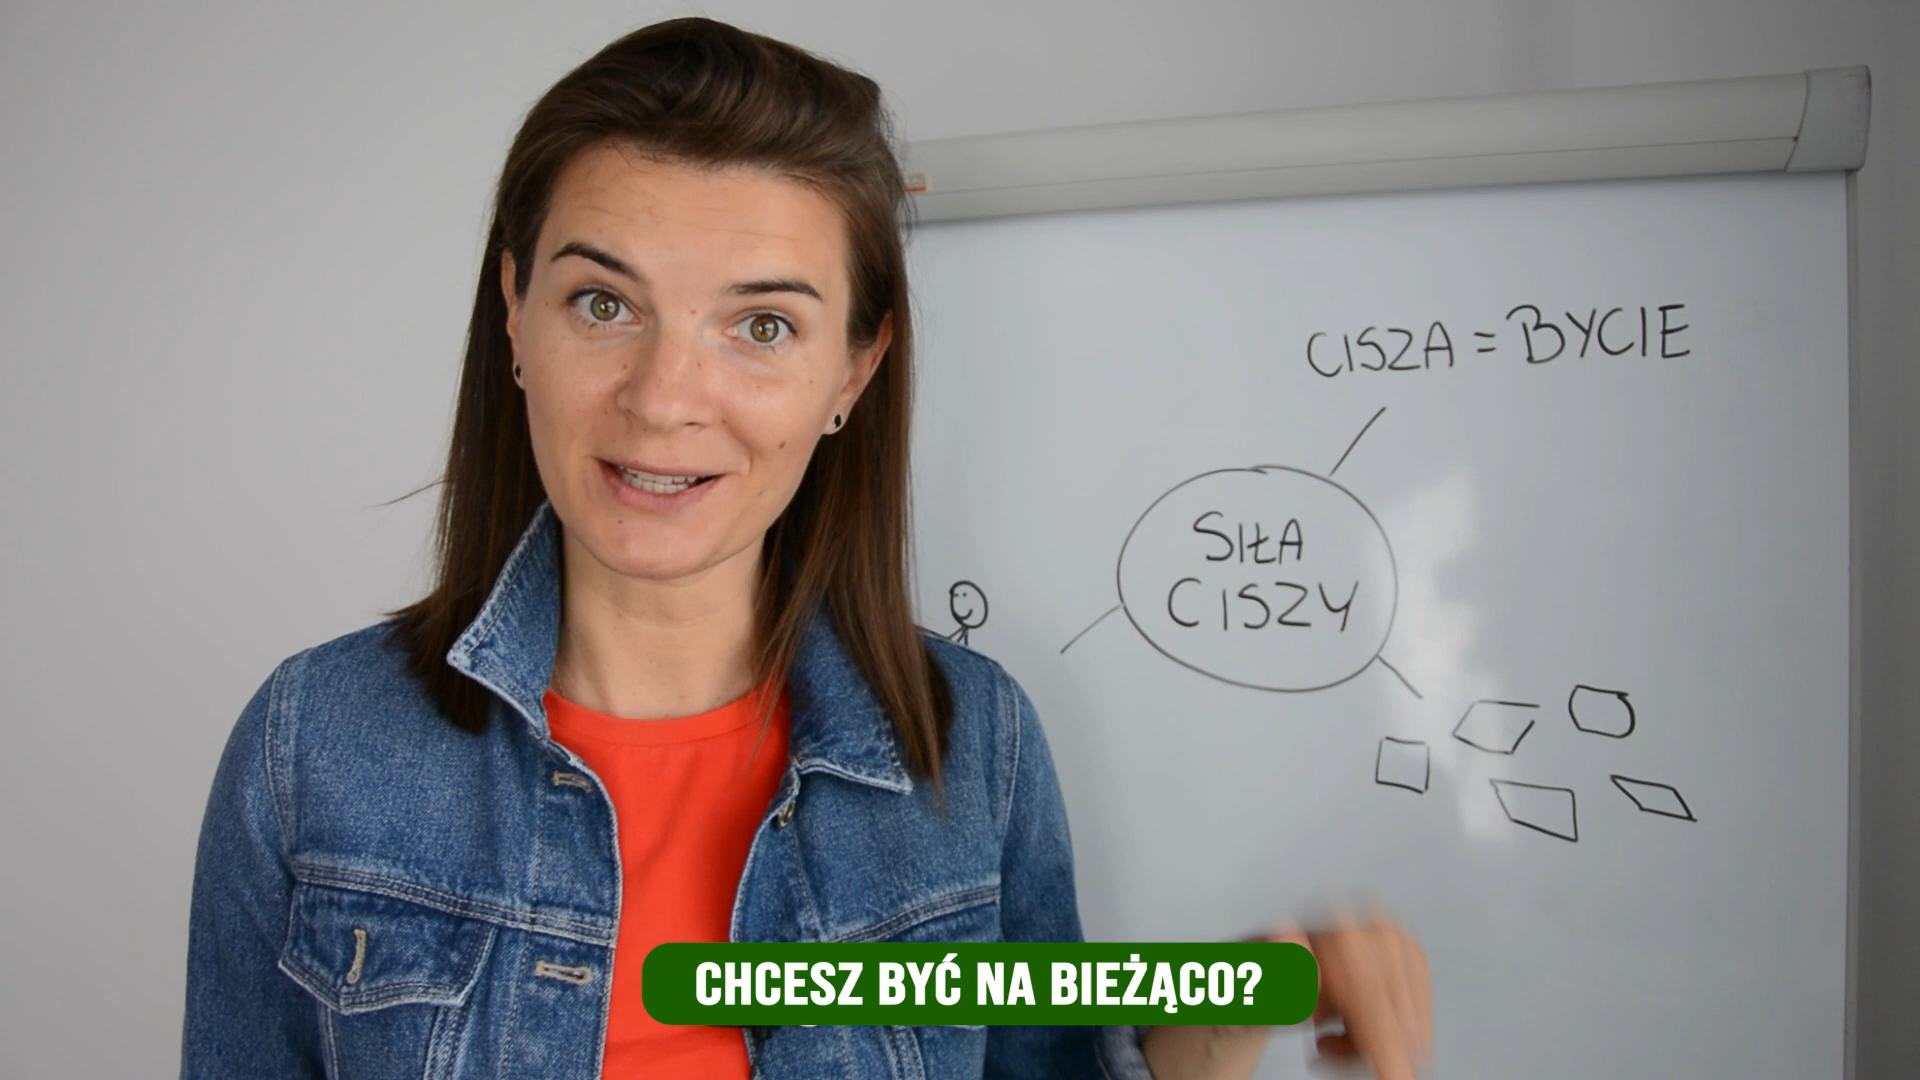 CISZA = BYCIE
SIŁA
CISZY
CHCESZ BYĆ NA BIEŻĄCO?